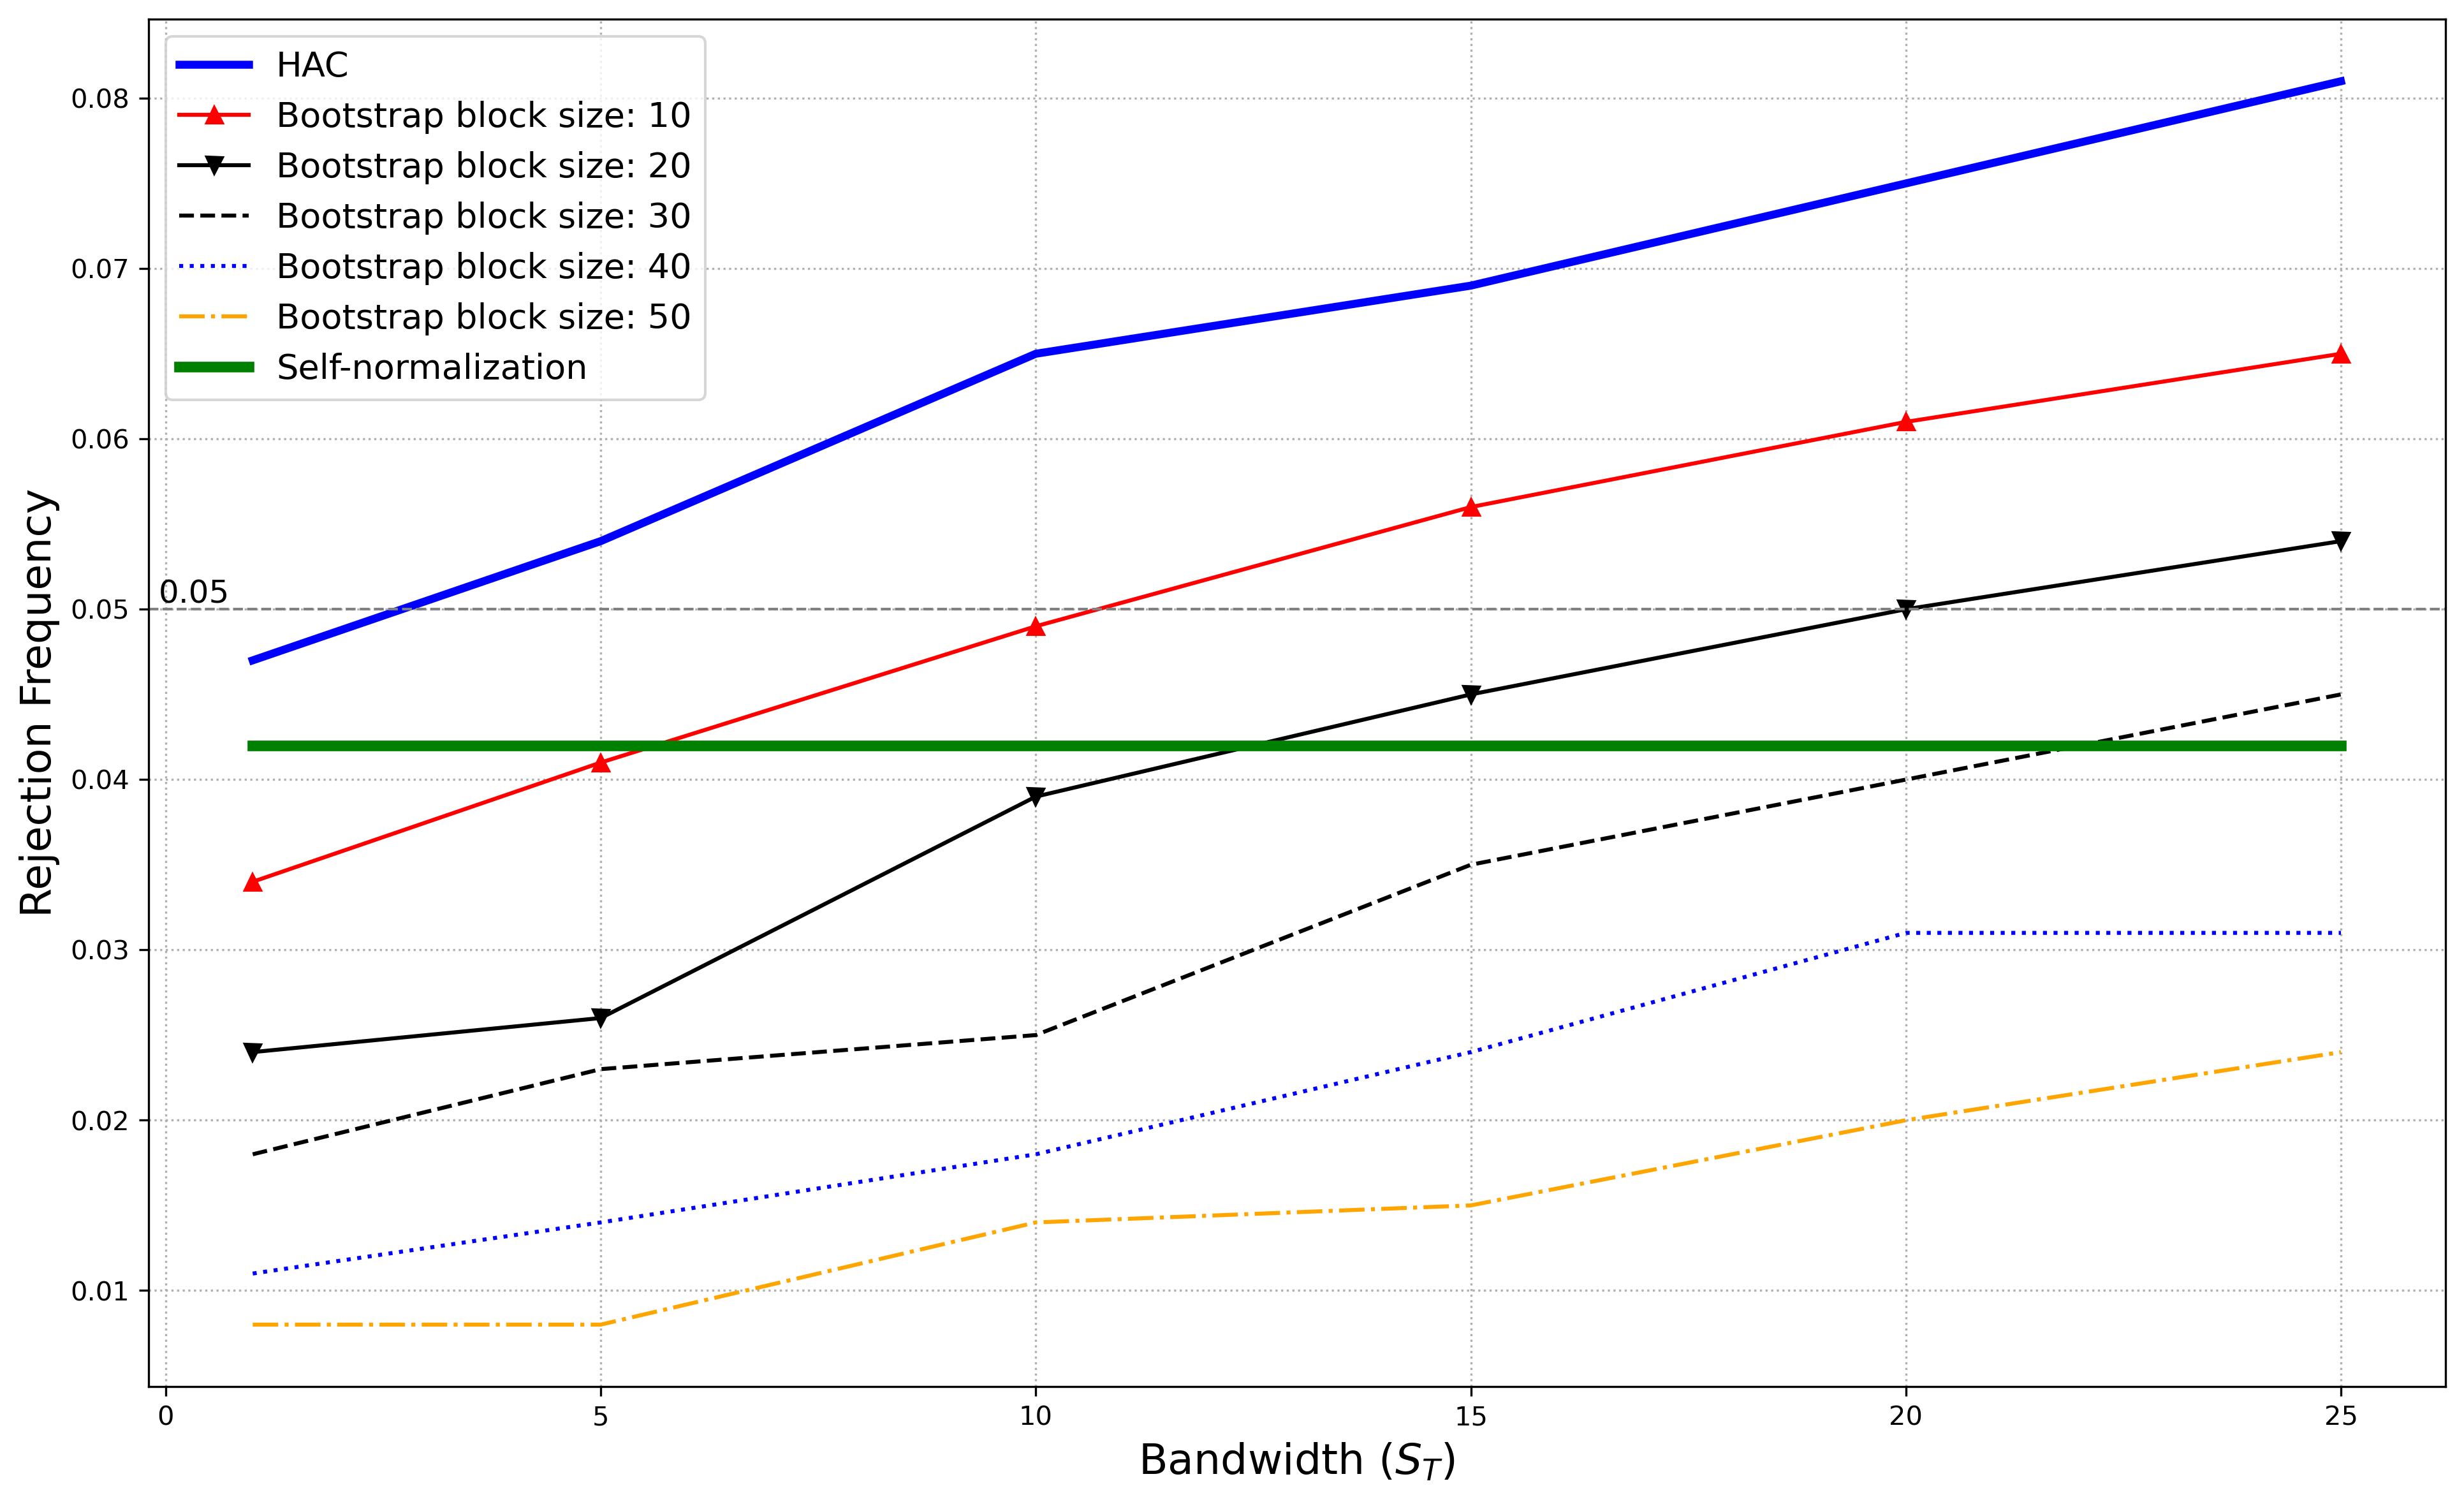 HAC
Bootstrap block size: 10
Bootstrap block size: 20
Bootstrap block size: 30
Bootstrap block size: 40
Bootstrap block size: 50
Self-normalization
Rejection Frequency
0.08
0.07
0.06
0.05
0.05
0.04
0.03
0.02
0.01
0 5 10 15 20 25
Bandwidth (S_T)